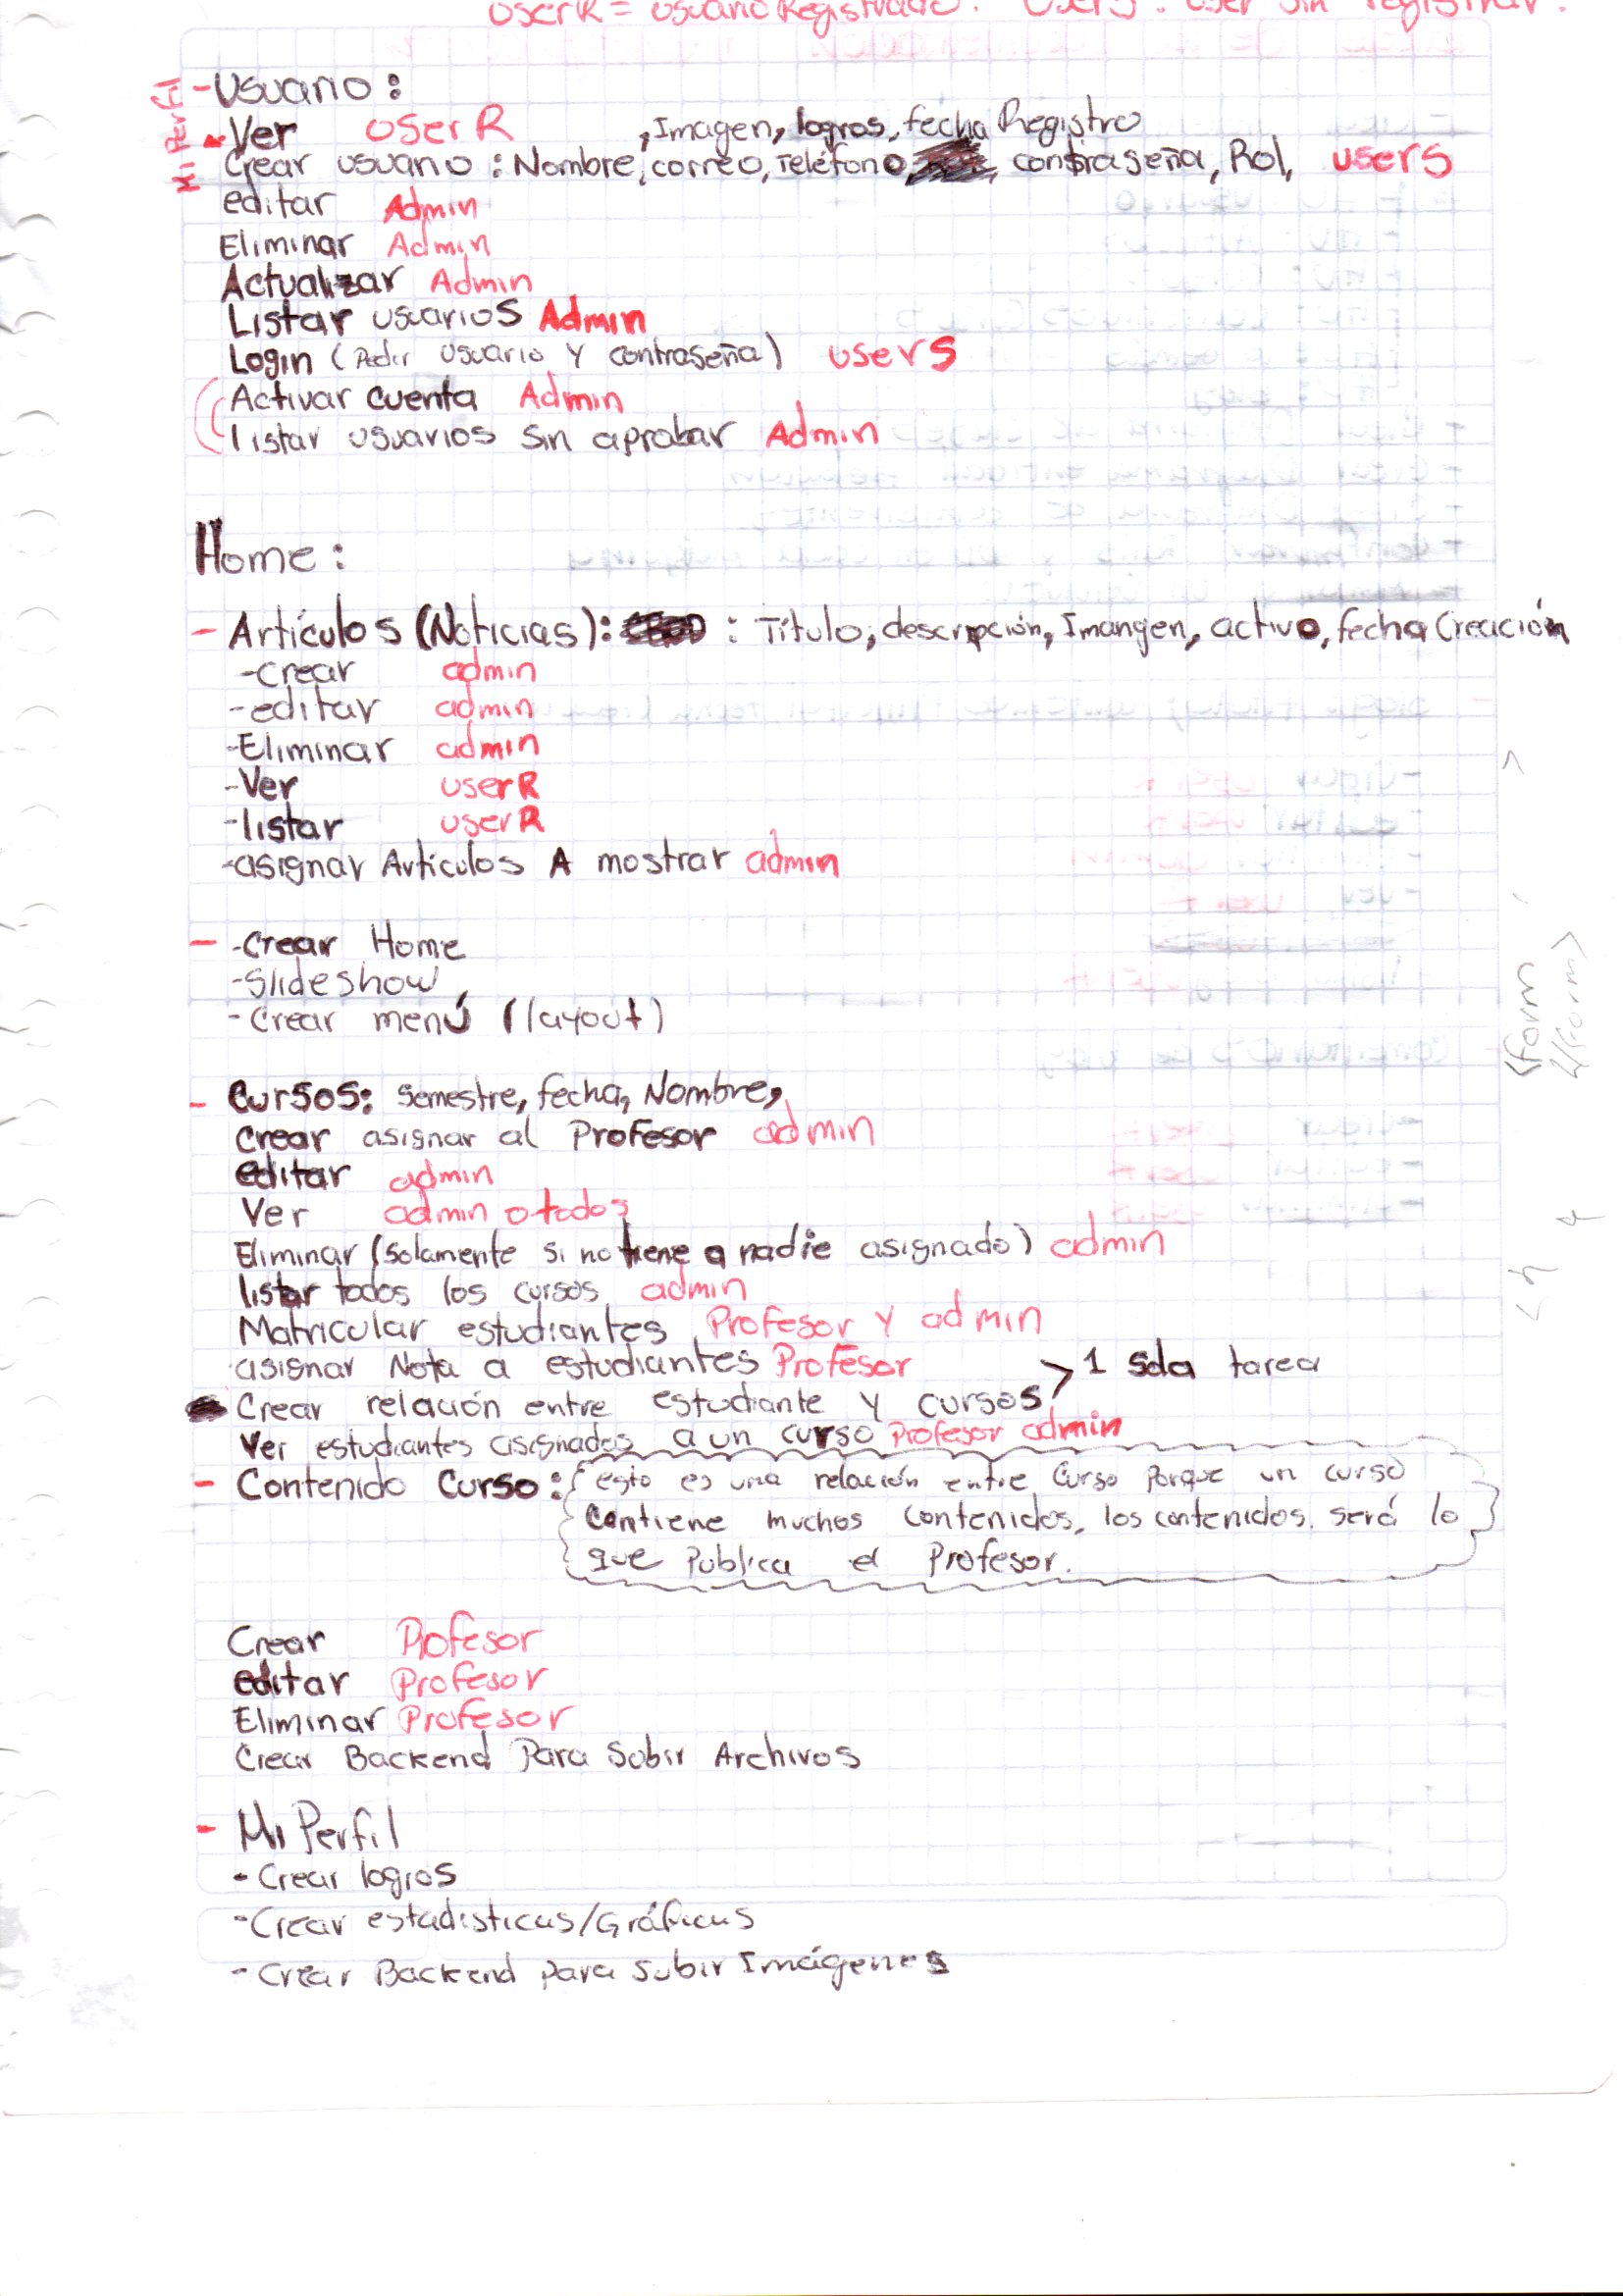 UserR = Usuario Registrado. UserS: User sin registrar.
Mi Perfil
- Usuario:
Ver UserR , Imagen, logros, fecha Registro
Crear usuario: Nombre, correo, Teléfono, contraseña, Rol, UserS
editar Admin
Eliminar Admin
Actualizar Admin
Listar usuarios Admin
Login (Pedir usuario y contraseña) UserS
Activar cuenta Admin
listar usuarios sin aprobar Admin
Home:
- Artículos (Noticias): : Título, descripción, Imangen, activo, fecha Creación
-crear admin
-editar admin
-Eliminar admin
-Ver userR
-listar userR
-asignar Artículos A mostrar admin
- -Crear Home
-Slideshow
-Crear menú (layout)
<form
</form>
- Cursos: Semestre, fecha, Nombre,
Crear asignar al Profesor admin
editar admin
Ver admin o todos
Eliminar (Solamente si no tiene a nadie asignado) admin
listar todos los cursos admin
Matricular estudiantes Profesor y admin
asignar Nota a estudiantes Profesor > 1 sola tarea
Crear relación entre estudiante y cursos
Ver estudiantes asignados a un curso Profesor admin
- Contenido Curso: { esto es una relación entre Curso porque un curso
Contiene muchos Contenidos, los contenidos, será lo
que Publica el Profesor. }
Crear Profesor
editar Profesor
Eliminar Profesor
Crear Backend Para Subir Archivos
- Mi Perfil
- Crear logros
- Crear estadisticas/Gráficas
- Crear Backend para subir Imágenes